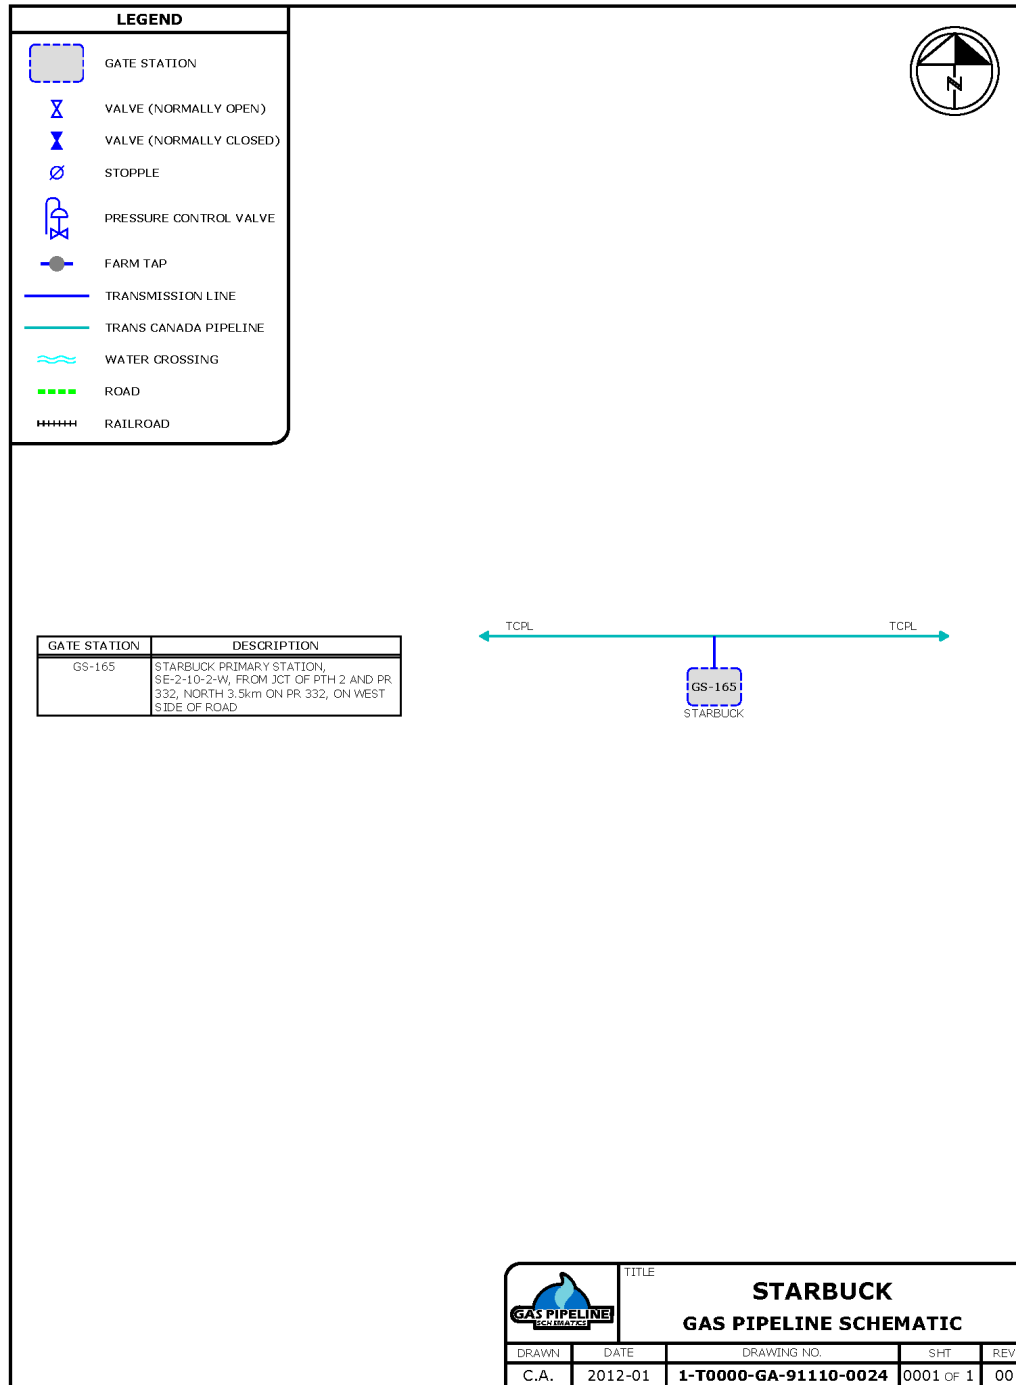 LEGEND
GATE STATION
VALVE (NORMALLY OPEN)
VALVE (NORMALLY CLOSED)
STOPPLE
PRESSURE CONTROL VALVE
FARM TAP
TRANSMISSION LINE
TRANS CANADA PIPELINE
WATER CROSSING
ROAD
RAILROAD
N
GATE STATION DESCRIPTION
GS-165 STARBUCK PRIMARY STATION,
SE-2-10-2-W, FROM JCT OF PTH 2 AND PR
332, NORTH 3.5km ON PR 332, ON WEST
SIDE OF ROAD
TCPL TCPL
GS-165
STARBUCK
GAS PIPELINE
SCHEMATICS
TITLE
STARBUCK
GAS PIPELINE SCHEMATIC
DRAWN DATE DRAWING NO. SHT REV
C.A. 2012-01 1-T0000-GA-91110-0024 0001 OF 1 00